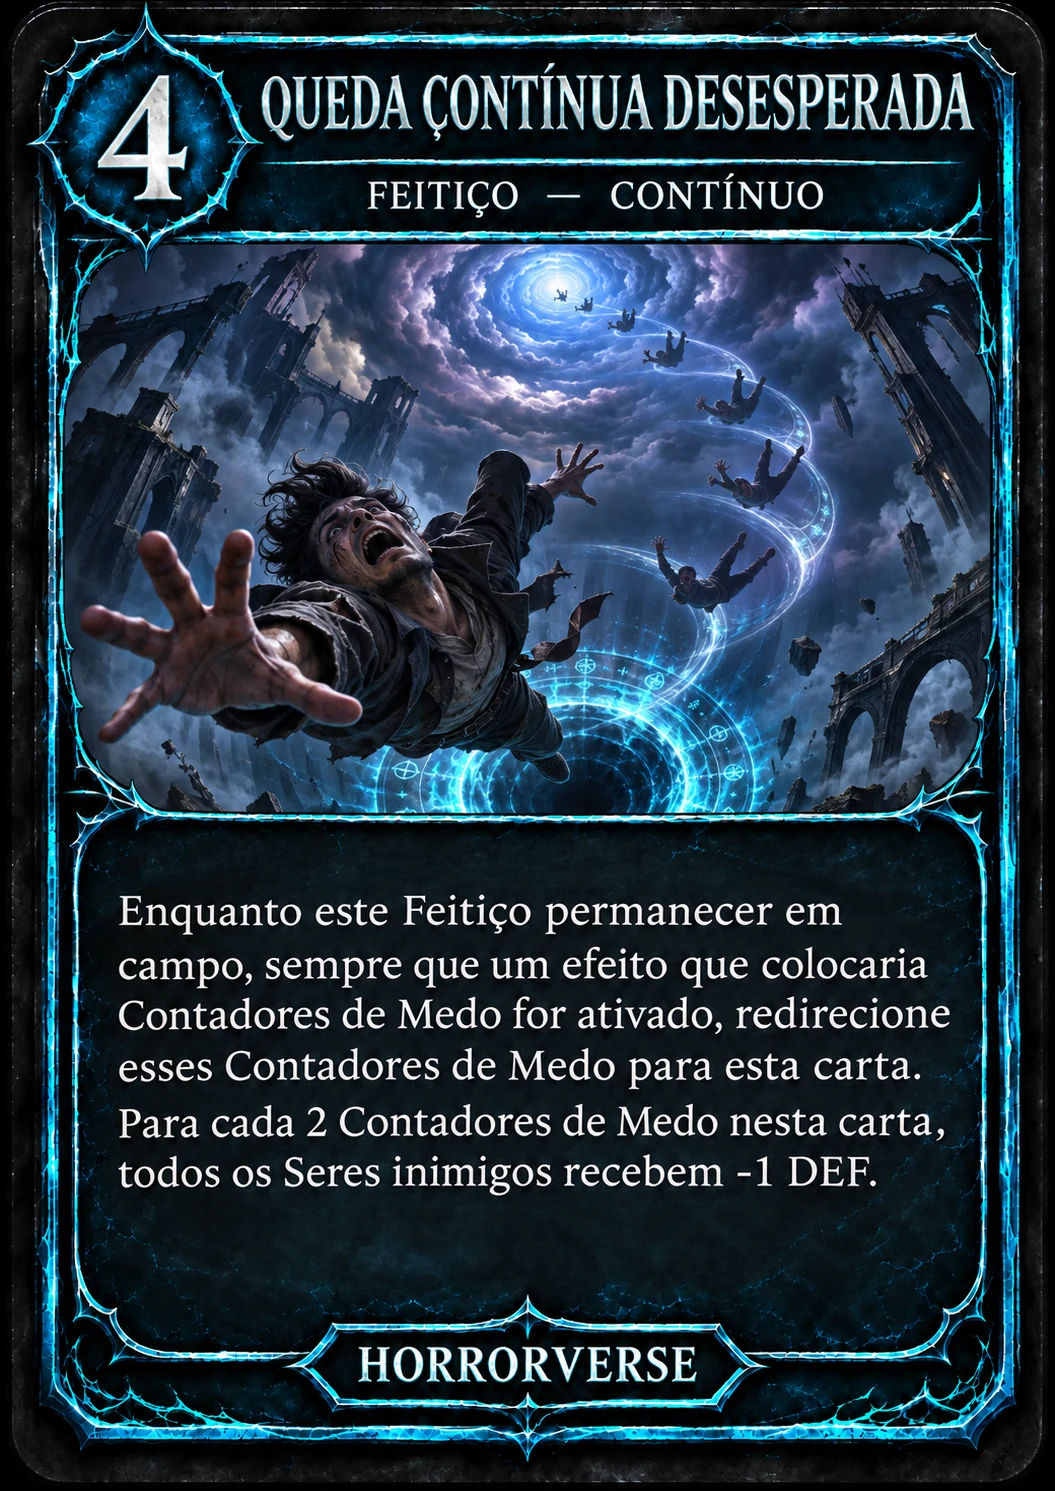 4
QUEDA ÇONTÍNUA DESESPERADA
FEITIÇO — CONTÍNUO
Enquanto este Feitiço permanecer em
campo, sempre que um efeito que colocaria
Contadores de Medo for ativado, redirecione
esses Contadores de Medo para esta carta.
Para cada 2 Contadores de Medo nesta carta,
todos os Seres inimigos recebem -1 DEF.
HORRORVERSE